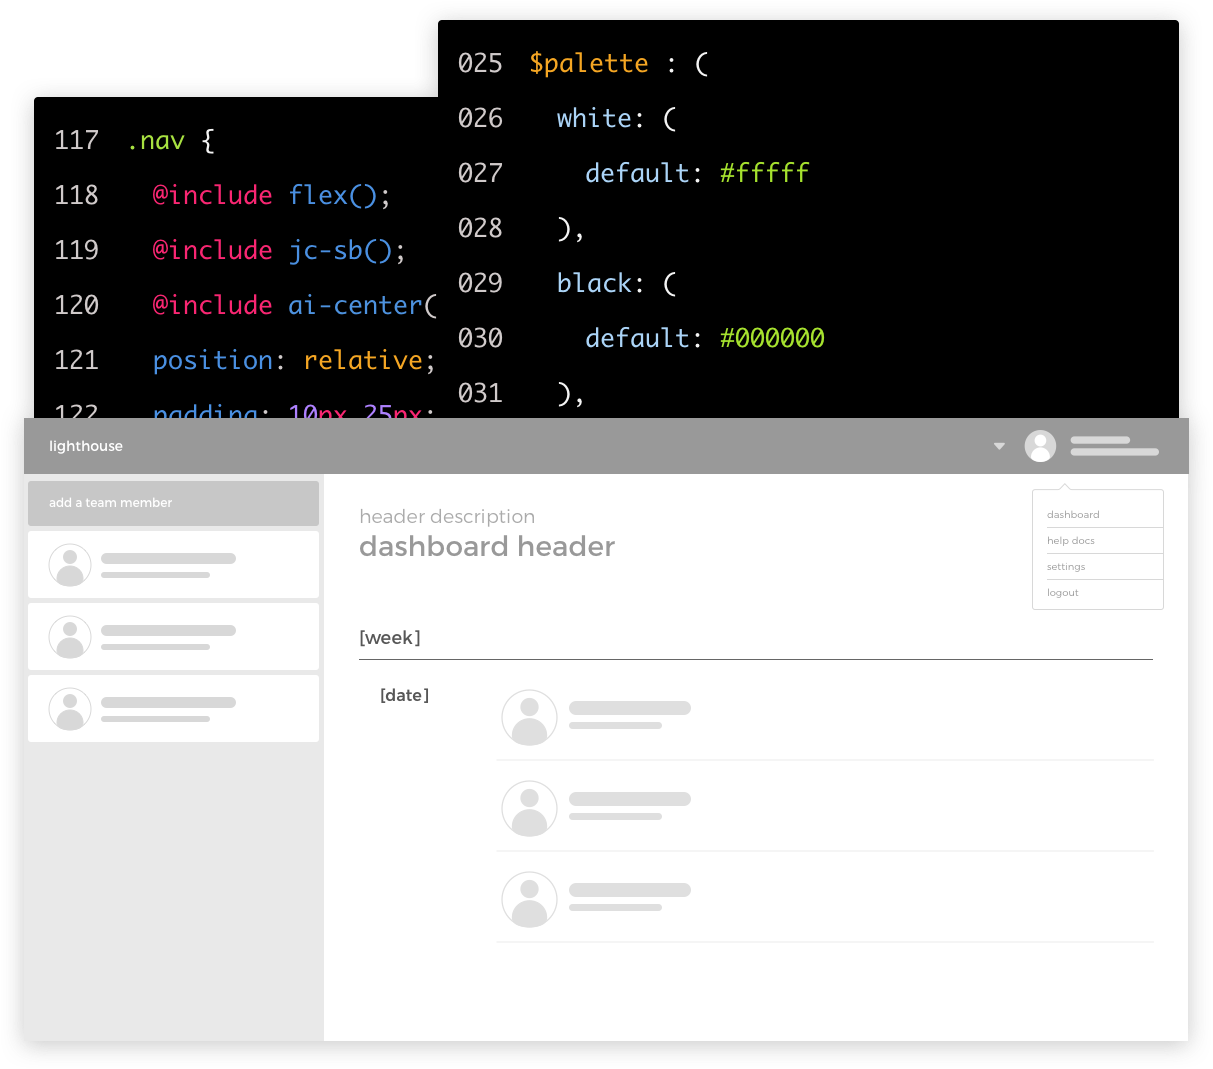 117 .nav {
118 @include flex();
119 @include jc-sb();
120 @include ai-center(
121 position: relative;
122 padding: 10px 25px;
025 $palette : (
026 white: (
027 default: #fffff
028 ),
029 black: (
030 default: #000000
031 ),
lighthouse
add a team member
header description
dashboard header
dashboard
help docs
settings
logout
[week]
[date]